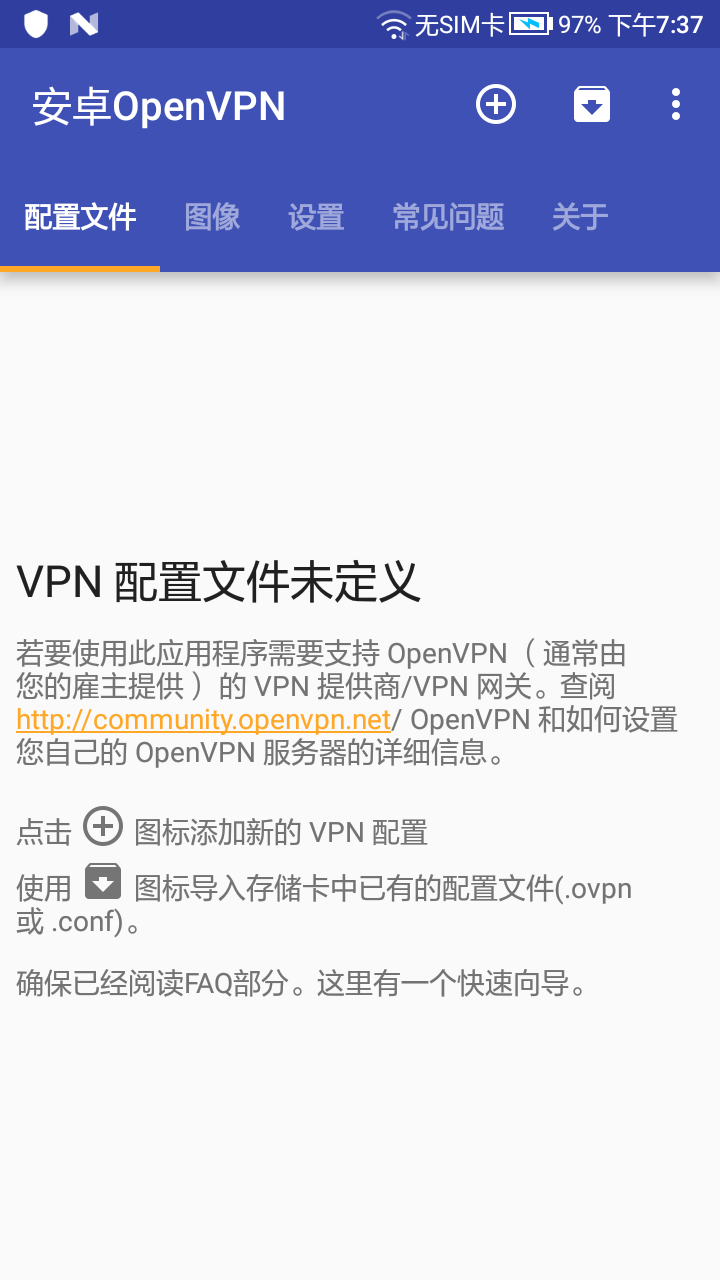 无SIM卡 97% 下午7:37
安卓OpenVPN
配置文件 图像 设置 常见问题 关于
VPN 配置文件未定义
若要使用此应用程序需要支持 OpenVPN（ 通常由
您的雇主提供 ）的 VPN 提供商/VPN 网关。查阅
http://community.openvpn.net/ OpenVPN 和如何设置
您自己的 OpenVPN 服务器的详细信息。
点击 图标添加新的 VPN 配置
使用 图标导入存储卡中已有的配置文件(.ovpn
或 .conf)。
确保已经阅读FAQ部分。这里有一个快速向导。